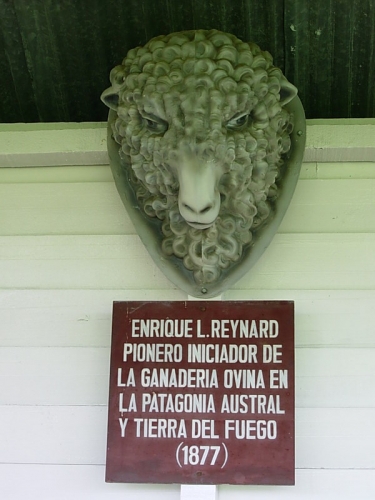 ENRIQUE L. REYNARD
PIONERO INICIADOR DE
LA GANADERIA OVINA EN
LA PATAGONIA AUSTRAL
Y TIERRA DEL FUEGO
(1877)